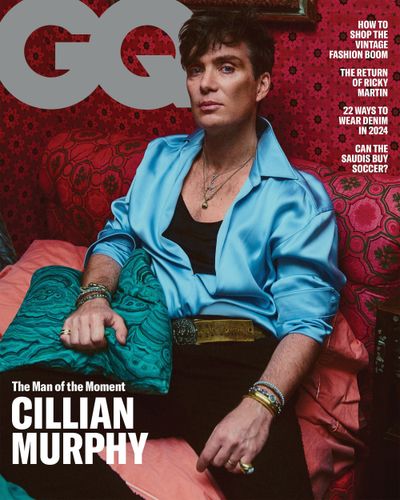 GQ
HOW TO
SHOP THE
VINTAGE
FASHION BOOM
THE RETURN
OF RICKY
MARTIN
22 WAYS TO
WEAR DENIM
IN 2024
CAN THE
SAUDIS BUY
SOCCER?
The Man of the Moment
CILLIAN
MURPHY